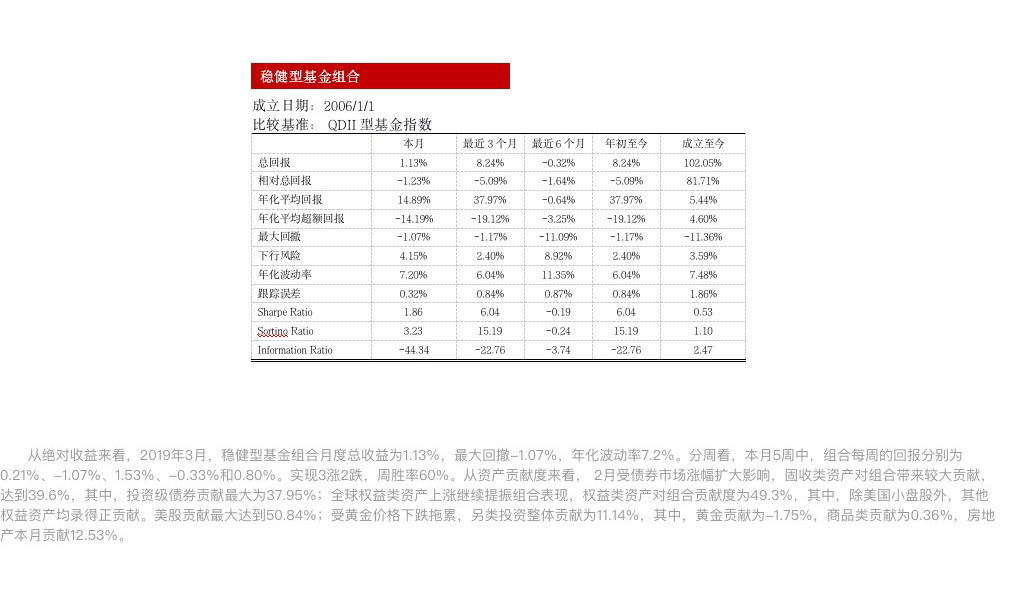 稳健型基金组合
成立日期： 2006/1/1
比较基准： QDII 型基金指数
本月 最近 3 个月 最近 6 个月 年初至今 成立至今
总回报 1.13% 8.24% -0.32% 8.24% 102.05%
相对总回报 -1.23% -5.09% -1.64% -5.09% 81.71%
年化平均回报 14.89% 37.97% -0.64% 37.97% 5.44%
年化平均超额回报 -14.19% -19.12% -3.25% -19.12% 4.60%
最大回撤 -1.07% -1.17% -11.09% -1.17% -11.36%
下行风险 4.15% 2.40% 8.92% 2.40% 3.59%
年化波动率 7.20% 6.04% 11.35% 6.04% 7.48%
跟踪误差 0.32% 0.84% 0.87% 0.84% 1.86%
Sharpe Ratio 1.86 6.04 -0.19 6.04 0.53
Sortino Ratio 3.23 15.19 -0.24 15.19 1.10
Information Ratio -44.34 -22.76 -3.74 -22.76 2.47
从绝对收益来看，2019年3月，稳健型基金组合月度总收益为1.13%，最大回撤-1.07%，年化波动率7.2%。分周看，本月5周中，组合每周的回报分别为
0.21%、-1.07%、1.53%、-0.33%和0.80%。实现3涨2跌，周胜率60%。从资产贡献度来看， 2月受债券市场涨幅扩大影响，固收类资产对组合带来较大贡献，
达到39.6%，其中，投资级债券贡献最大为37.95%；全球权益类资产上涨继续提振组合表现，权益类资产对组合贡献度为49.3%，其中，除美国小盘股外，其他
权益资产均录得正贡献。美股贡献最大达到50.84%；受黄金价格下跌拖累，另类投资整体贡献为11.14%，其中，黄金贡献为-1.75%，商品类贡献为0.36%，房地
产本月贡献12.53%。